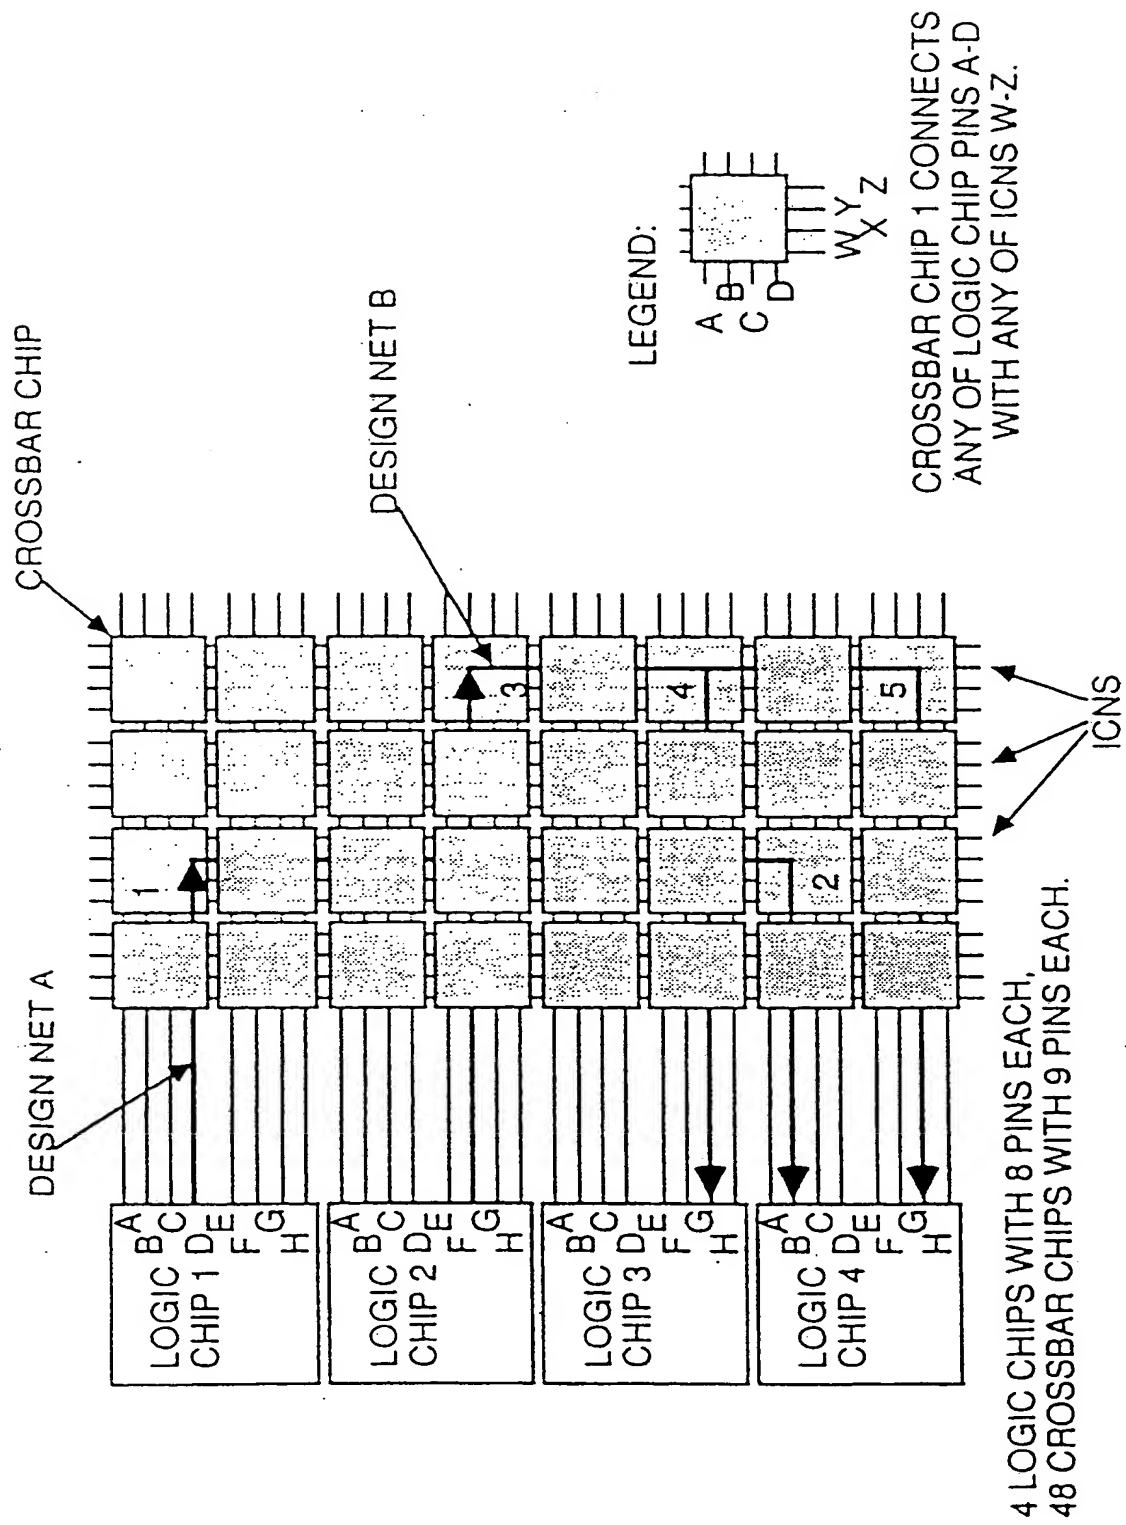 CROSSBAR CHIP
DESIGN NET A
DESIGN NET B
LOGIC
CHIP 1
A
B
C
D
E
F
G
H
LOGIC
CHIP 2
A
B
C
D
E
F
G
H
LOGIC
CHIP 3
A
B
C
D
E
F
G
H
LOGIC
CHIP 4
A
B
C
D
E
F
G
H
1
2
3
4
5
ICNS
LEGEND:
A
B
C
D
W
X
Y
Z
CROSSBAR CHIP 1 CONNECTS
ANY OF LOGIC CHIP PINS A-D
WITH ANY OF ICNS W-Z.
4 LOGIC CHIPS WITH 8 PINS EACH,
48 CROSSBAR CHIPS WITH 9 PINS EACH.